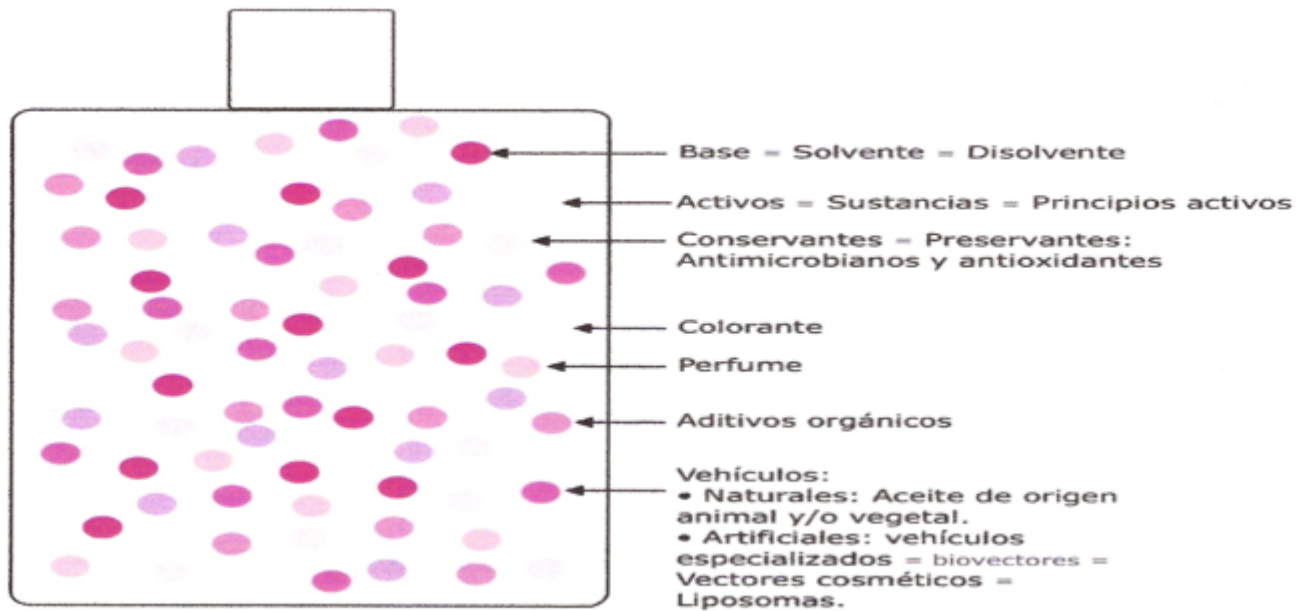 Base = Solvente = Disolvente
Activos = Sustancias = Principios activos
Conservantes = Preservantes:
Antimicrobianos y antioxidantes
Colorante
Perfume
Aditivos orgánicos
Vehículos:
• Naturales: Aceite de origen
animal y/o vegetal.
• Artificiales: vehículos
especializados = biovectores =
Vectores cosméticos =
Liposomas.